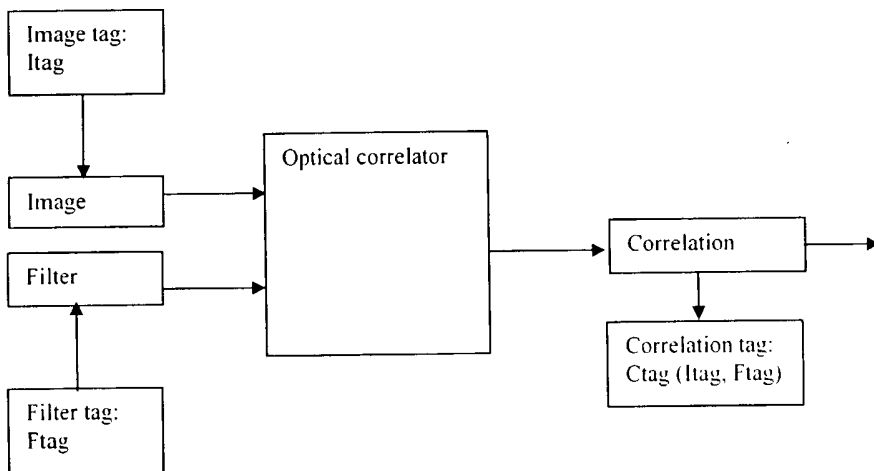 Image tag:
Itag
Image
Filter
Filter tag:
Ftag
Optical correlator
Correlation
Correlation tag:
Ctag (Itag, Ftag)